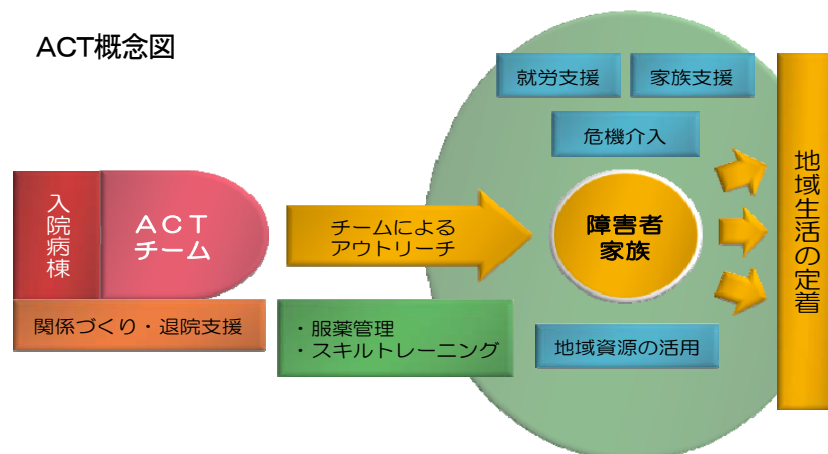 ACT概念図
就労支援
家族支援
危機介入
入院病棟
ＡＣＴ
チーム
チームによる
アウトリーチ
障害者
家族
地域生活の定着
関係づくり・退院支援
・服薬管理
・スキルトレーニング
地域資源の活用